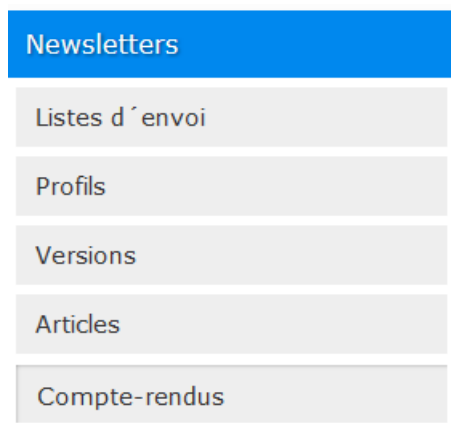 Newsletters
Listes d´envoi
Profils
Versions
Articles
Compte-rendus